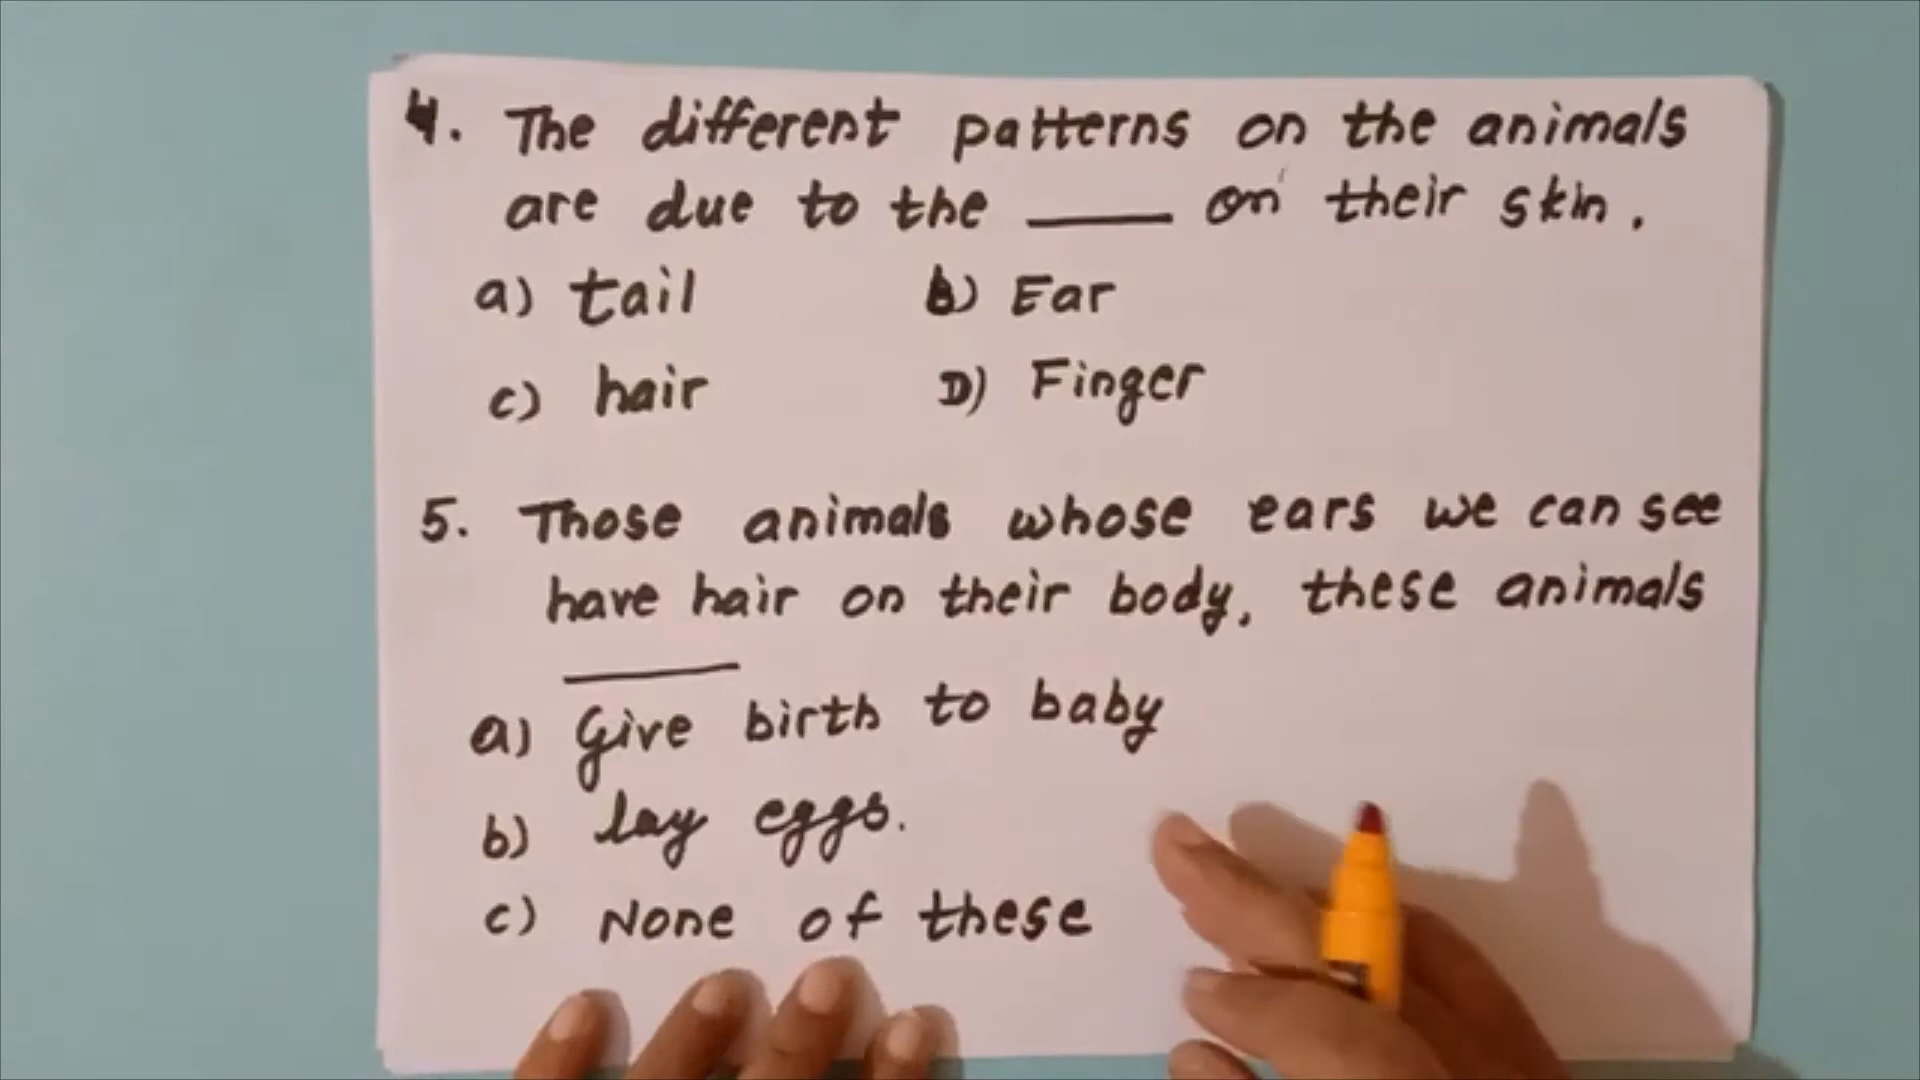 4. The different patterns on the animals
are due to the ____ on their skin.
a) tail b) Ear
c) hair D) Finger
5. Those animals whose ears we can see
have hair on their body, these animals
____
a) Give birth to baby
b) lay eggs.
c) None of these